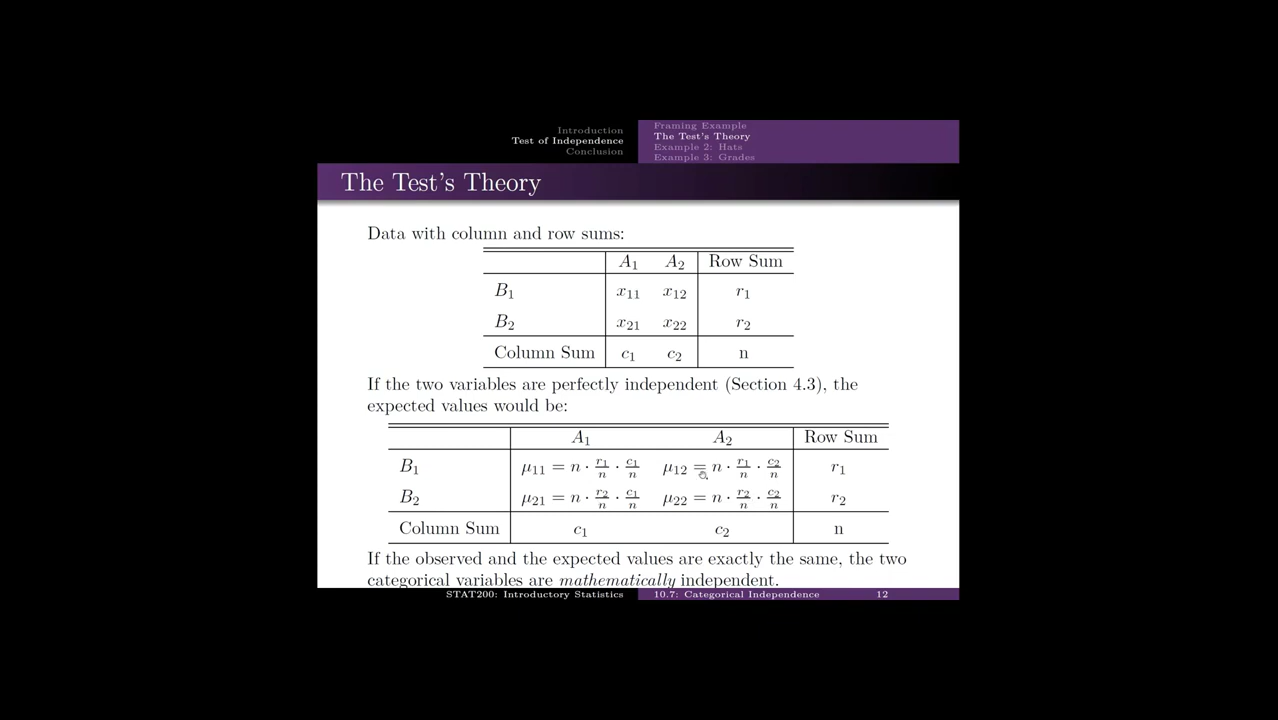 Introduction
Test of Independence
Conclusion
Framing Example
The Test's Theory
Example 2: Hats
Example 3: Grades
The Test's Theory
Data with column and row sums:
A₁ A₂ Row Sum
B₁ x₁₁ x₁₂ r₁
B₂ x₂₁ x₂₂ r₂
Column Sum c₁ c₂ n
If the two variables are perfectly independent (Section 4.3), the
expected values would be:
A₁ A₂ Row Sum
B₁ μ₁₁ = n · r₁/n · c₁/n μ₁₂ = n · r₁/n · c₂/n r₁
B₂ μ₂₁ = n · r₂/n · c₁/n μ₂₂ = n · r₂/n · c₂/n r₂
Column Sum c₁ c₂ n
If the observed and the expected values are exactly the same, the two
categorical variables are mathematically independent.
STAT200: Introductory Statistics 10.7: Categorical Independence 12